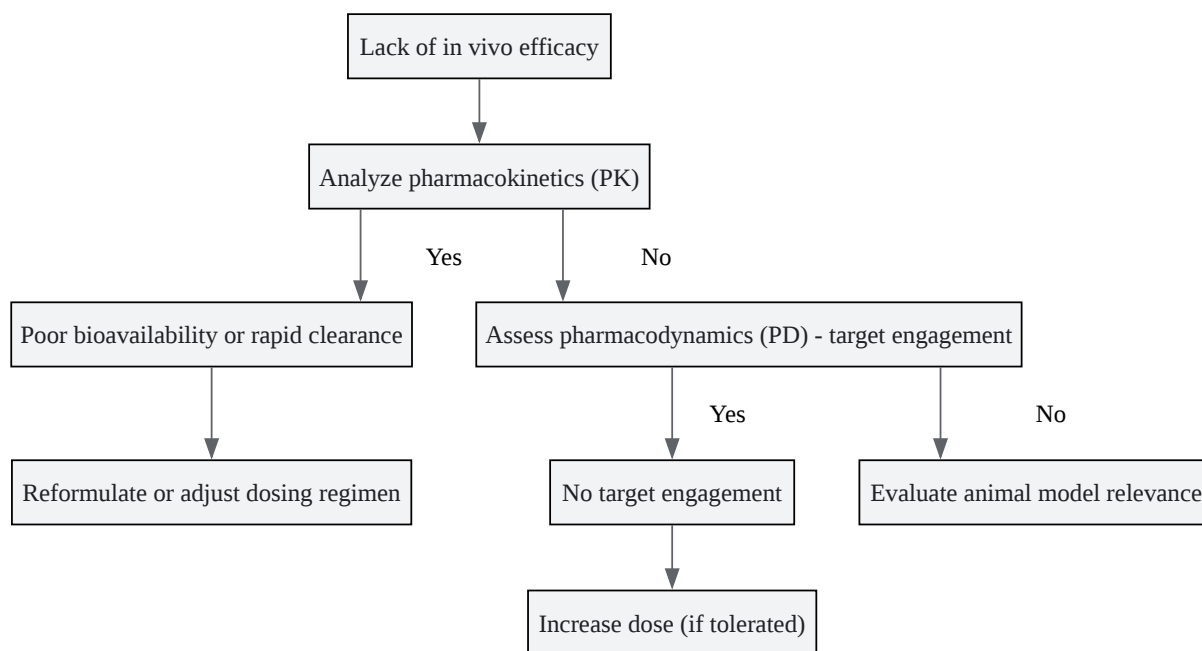 Lack of in vivo efficacy
Analyze pharmacokinetics (PK)
Yes
No
Poor bioavailability or rapid clearance
Assess pharmacodynamics (PD) - target engagement
Yes
No
Reformulate or adjust dosing regimen
No target engagement
Evaluate animal model relevance
Increase dose (if tolerated)